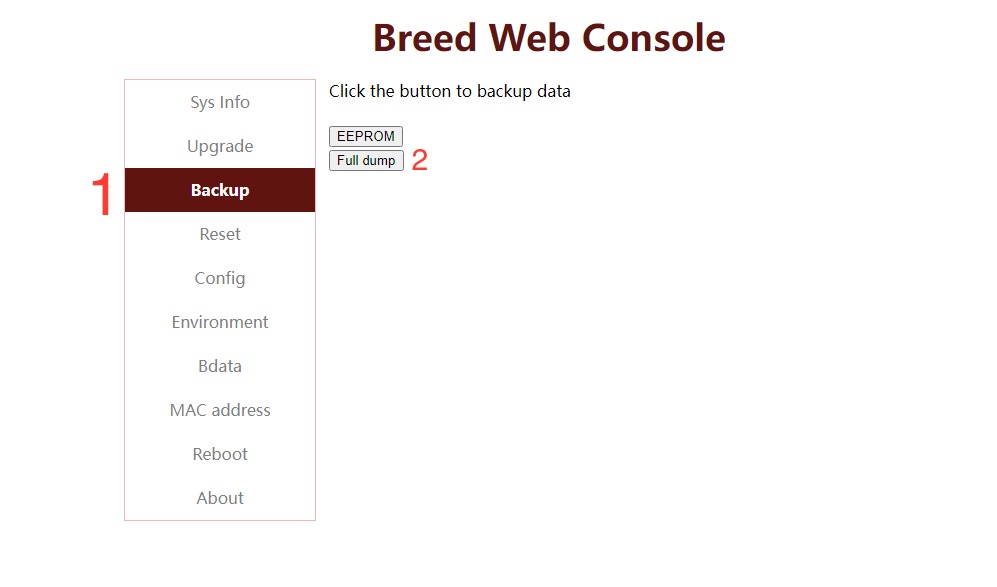 Breed Web Console
Sys Info
Upgrade
1
Backup
Reset
Config
Environment
Bdata
MAC address
Reboot
About
Click the button to backup data
EEPROM
Full dump 2